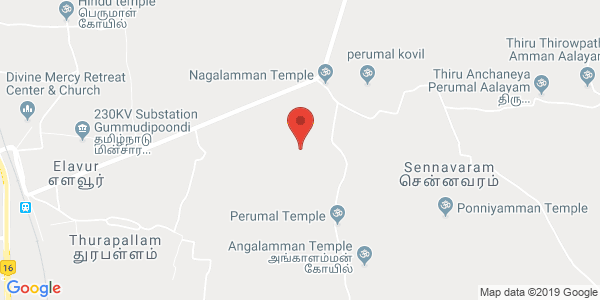 Hindu temple
பெருமாள்
கோயில்
Nagalamman Temple
perumal kovil
Thiru Thirowpath
Amman Aalayam
Divine Mercy Retreat
Center & Church
Thiru Anchaneya
Perumal Aalayam
திரு...
230KV Substation
Gummudipoondi
தமிழ்நாடு
மின்சார...
Elavur
எளவூர்
Sennavaram
சென்னவரம்
Perumal Temple
Ponniyamman Temple
Thurapallam
துரபள்ளம்
Angalamman Temple
அங்காளம்மன்
கோயில்
16
Google
Map data ©2019 Google